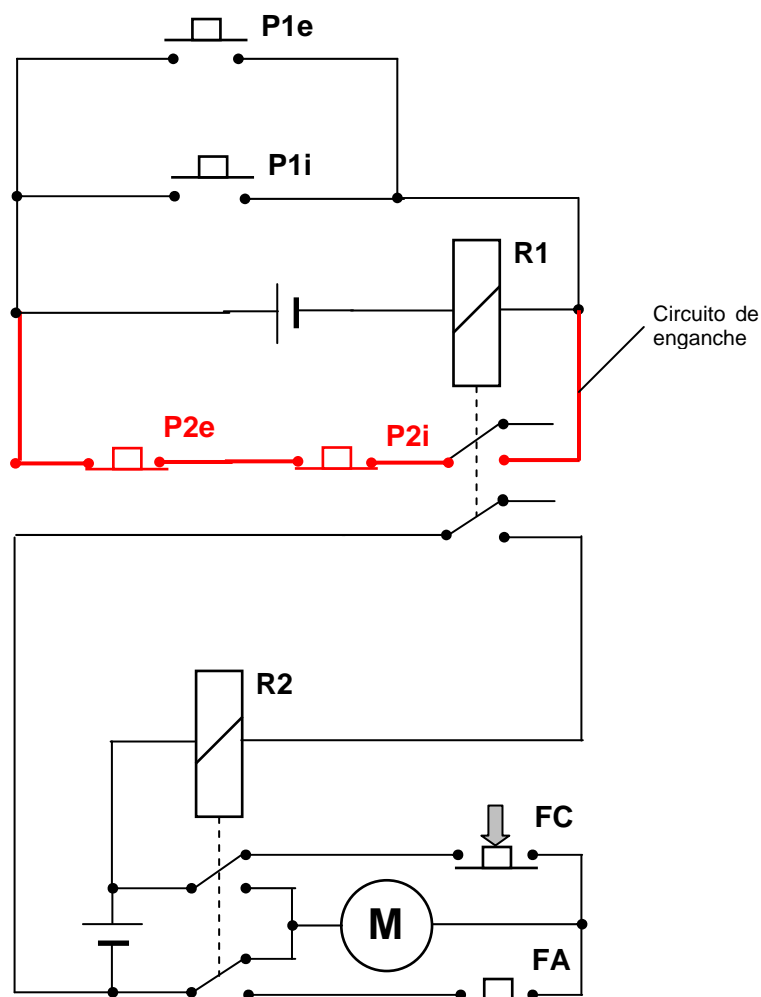 P1e
P1i
R1
Circuito de
enganche
P2e
P2i
R2
FC
M
FA